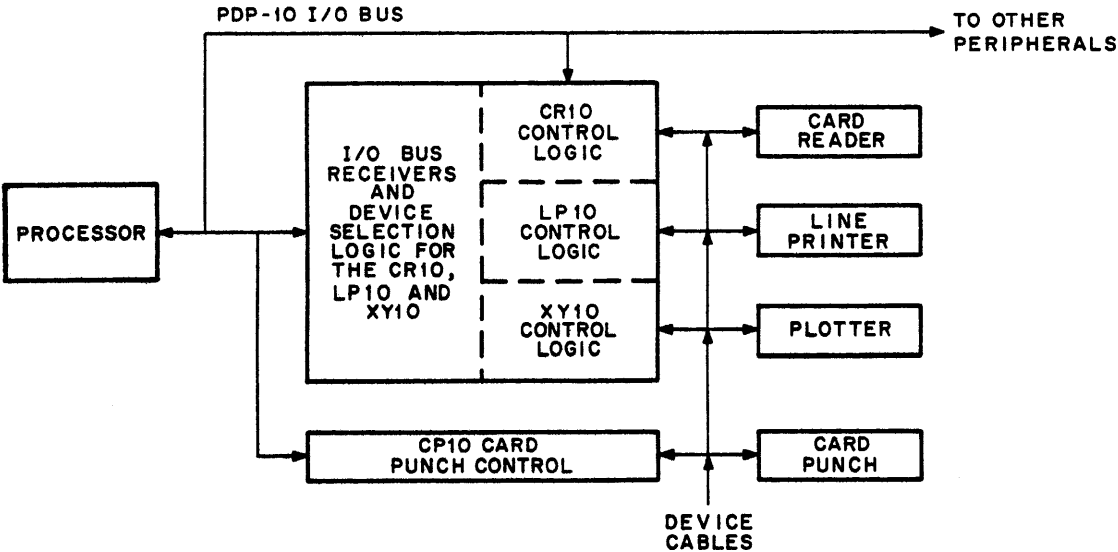 PDP-10 I/O BUS
TO OTHER
PERIPHERALS
PROCESSOR
I/O BUS
RECEIVERS
AND
DEVICE
SELECTION
LOGIC FOR
THE CR10,
LP10 AND
XY10
CR10
CONTROL
LOGIC
LP10
CONTROL
LOGIC
XY10
CONTROL
LOGIC
CARD
READER
LINE
PRINTER
PLOTTER
CP10 CARD
PUNCH CONTROL
CARD
PUNCH
DEVICE
CABLES